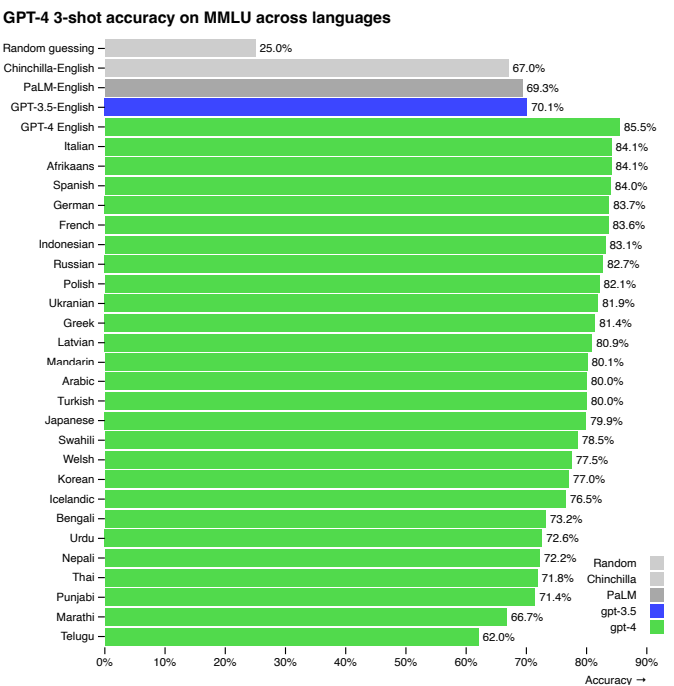 GPT-4 3-shot accuracy on MMLU across languages
Random guessing 25.0%
Chinchilla-English 67.0%
PaLM-English 69.3%
GPT-3.5-English 70.1%
GPT-4 English 85.5%
Italian 84.1%
Afrikaans 84.1%
Spanish 84.0%
German 83.7%
French 83.6%
Indonesian 83.1%
Russian 82.7%
Polish 82.1%
Ukranian 81.9%
Greek 81.4%
Latvian 80.9%
Mandarin 80.1%
Arabic 80.0%
Turkish 80.0%
Japanese 79.9%
Swahili 78.5%
Welsh 77.5%
Korean 77.0%
Icelandic 76.5%
Bengali 73.2%
Urdu 72.6%
Nepali 72.2%
Thai 71.8%
Punjabi 71.4%
Marathi 66.7%
Telugu 62.0%
Random
Chinchilla
PaLM
gpt-3.5
gpt-4
0% 10% 20% 30% 40% 50% 60% 70% 80% 90%
Accuracy →